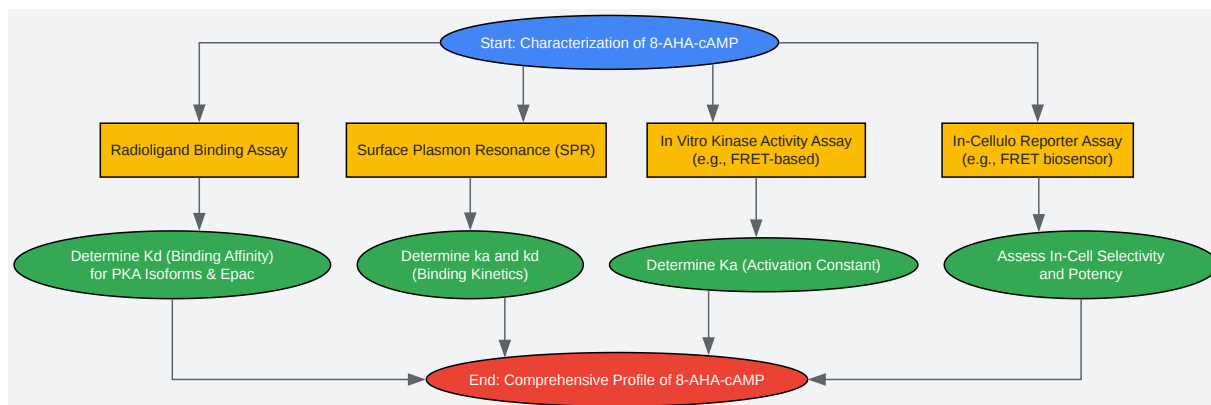 Start: Characterization of 8-AHA-cAMP
Radioligand Binding Assay
Surface Plasmon Resonance (SPR)
In Vitro Kinase Activity Assay
(e.g., FRET-based)
In-Cellulo Reporter Assay
(e.g., FRET biosensor)
Determine Kd (Binding Affinity)
for PKA Isoforms & Epac
Determine ka and kd
(Binding Kinetics)
Determine Ka (Activation Constant)
Assess In-Cell Selectivity
and Potency
End: Comprehensive Profile of 8-AHA-cAMP